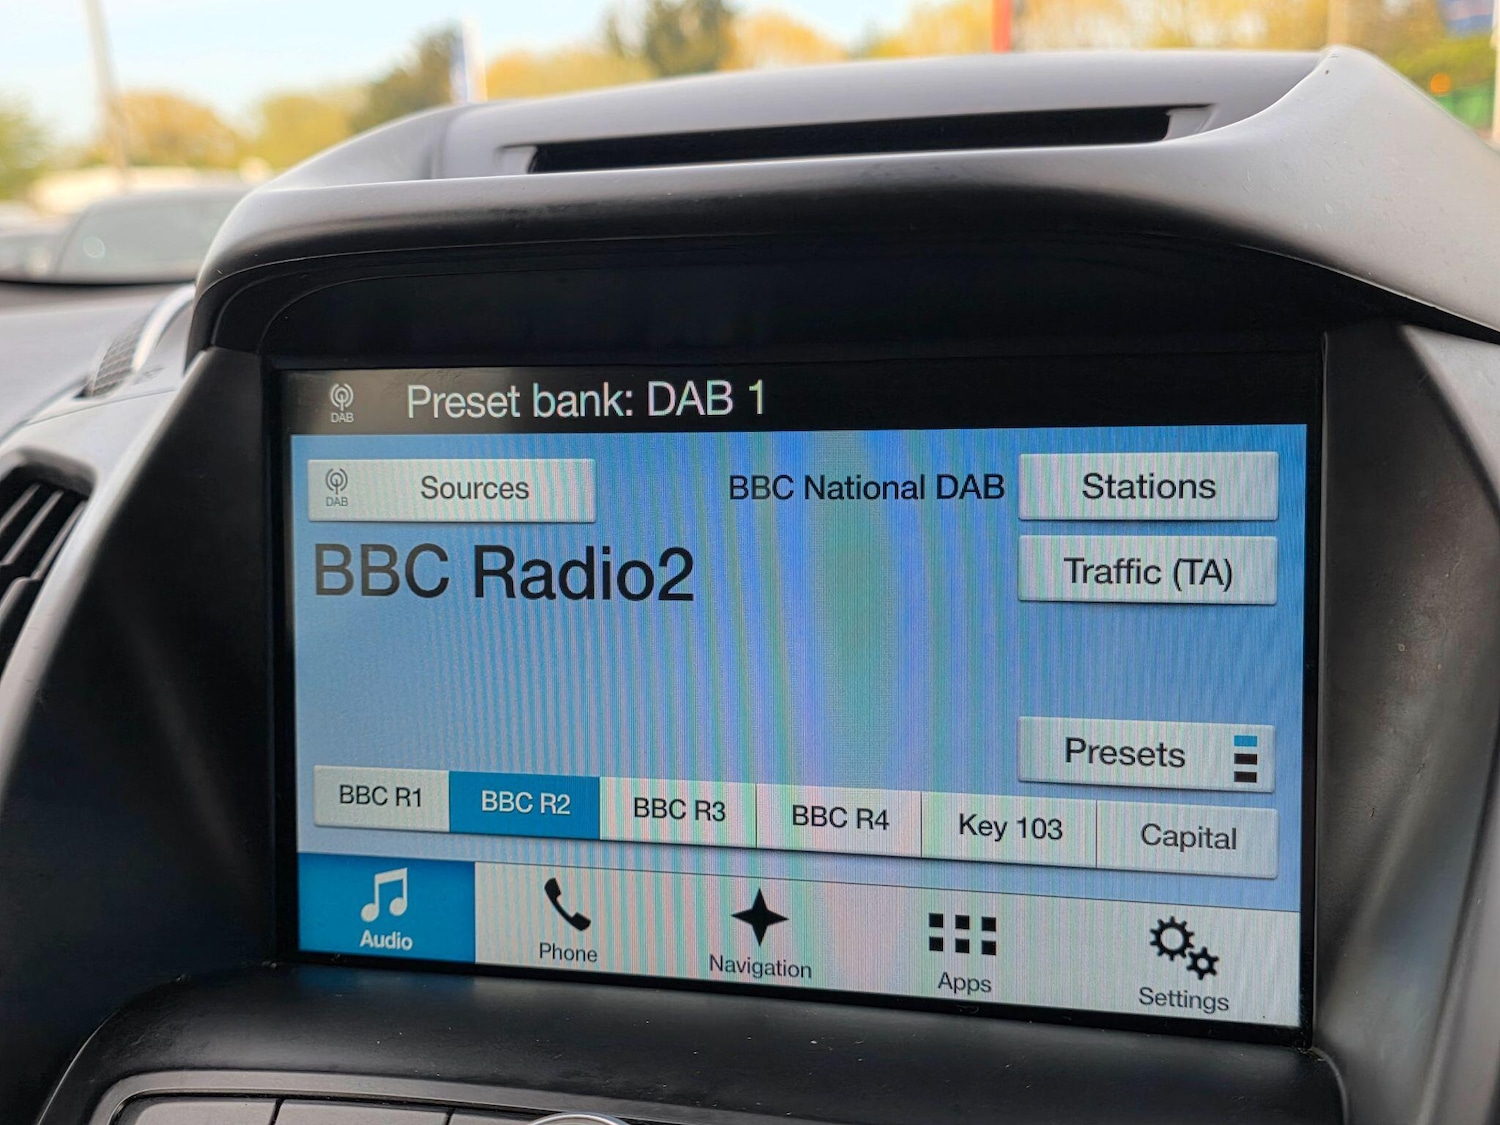 DAB
Preset bank: DAB 1
DAB
Sources
BBC National DAB
Stations
BBC Radio2
Traffic (TA)
Presets
BBC R1
BBC R2
BBC R3
BBC R4
Key 103
Capital
Audio
Phone
Navigation
Apps
Settings